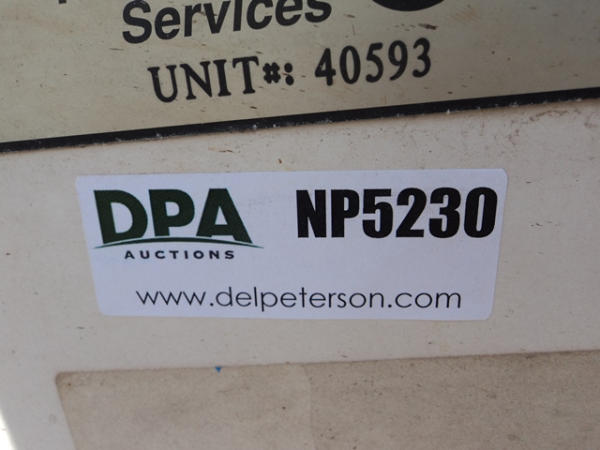 Services
UNIT#: 40593
DPA NP5230
AUCTIONS
www.delpeterson.com